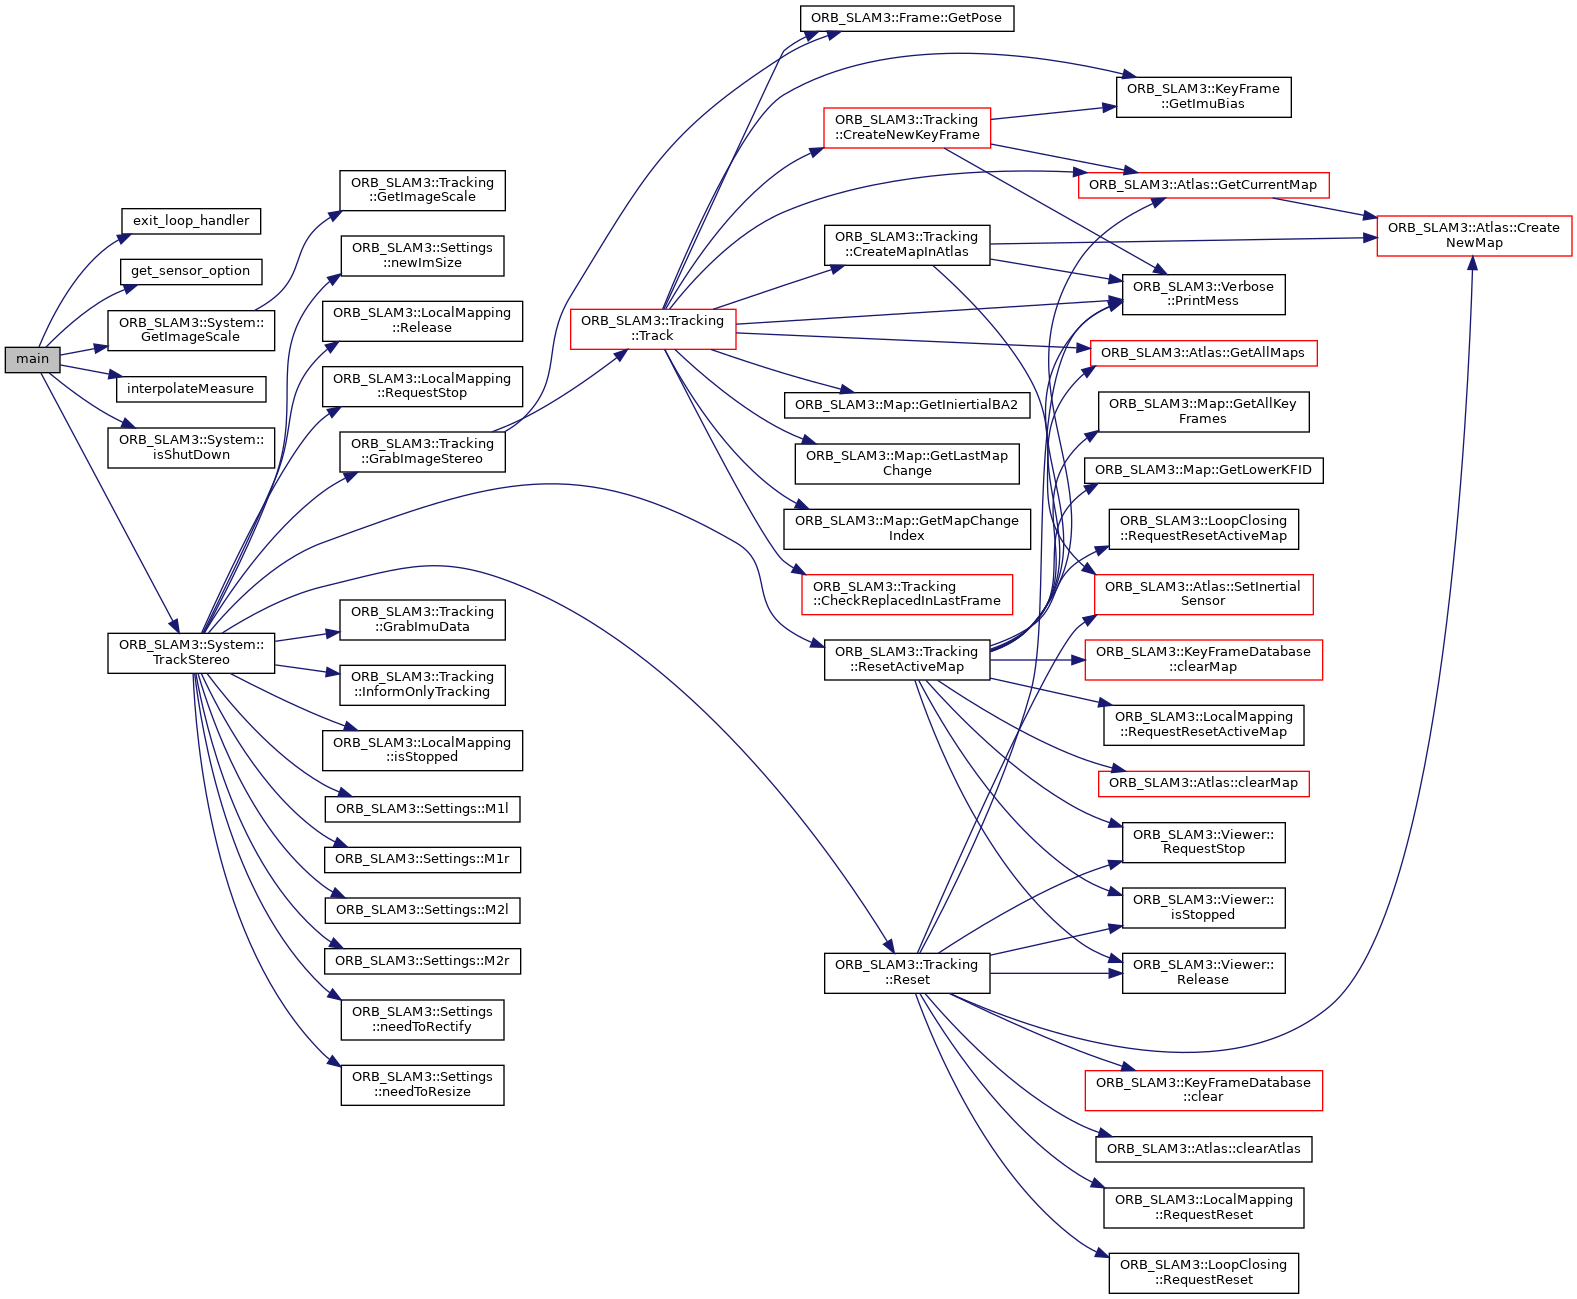 main
exit_loop_handler
get_sensor_option
ORB_SLAM3::System::
GetImageScale
interpolateMeasure
ORB_SLAM3::System::
isShutDown
ORB_SLAM3::System::
TrackStereo
ORB_SLAM3::Tracking
::GetImageScale
ORB_SLAM3::Settings
::newImSize
ORB_SLAM3::LocalMapping
::Release
ORB_SLAM3::LocalMapping
::RequestStop
ORB_SLAM3::Tracking
::GrabImageStereo
ORB_SLAM3::Tracking
::GrabImuData
ORB_SLAM3::Tracking
::InformOnlyTracking
ORB_SLAM3::LocalMapping
::isStopped
ORB_SLAM3::Settings::M1l
ORB_SLAM3::Settings::M1r
ORB_SLAM3::Settings::M2l
ORB_SLAM3::Settings::M2r
ORB_SLAM3::Settings
::needToRectify
ORB_SLAM3::Settings
::needToResize
ORB_SLAM3::Tracking
::Track
ORB_SLAM3::Frame::GetPose
ORB_SLAM3::Tracking
::CreateNewKeyFrame
ORB_SLAM3::Tracking
::CreateMapInAtlas
ORB_SLAM3::Map::GetIniertialBA2
ORB_SLAM3::Map::GetLastMap
Change
ORB_SLAM3::Map::GetMapChange
Index
ORB_SLAM3::Tracking
::CheckReplacedInLastFrame
ORB_SLAM3::Tracking
::ResetActiveMap
ORB_SLAM3::Tracking
::Reset
ORB_SLAM3::KeyFrame
::GetImuBias
ORB_SLAM3::Atlas::GetCurrentMap
ORB_SLAM3::Verbose
::PrintMess
ORB_SLAM3::Atlas::GetAllMaps
ORB_SLAM3::Map::GetAllKey
Frames
ORB_SLAM3::Map::GetLowerKFID
ORB_SLAM3::LoopClosing
::RequestResetActiveMap
ORB_SLAM3::Atlas::SetInertial
Sensor
ORB_SLAM3::KeyFrameDatabase
::clearMap
ORB_SLAM3::LocalMapping
::RequestResetActiveMap
ORB_SLAM3::Atlas::clearMap
ORB_SLAM3::Viewer::
RequestStop
ORB_SLAM3::Viewer::
isStopped
ORB_SLAM3::Viewer::
Release
ORB_SLAM3::KeyFrameDatabase
::clear
ORB_SLAM3::Atlas::clearAtlas
ORB_SLAM3::LocalMapping
::RequestReset
ORB_SLAM3::LoopClosing
::RequestReset
ORB_SLAM3::Atlas::Create
NewMap